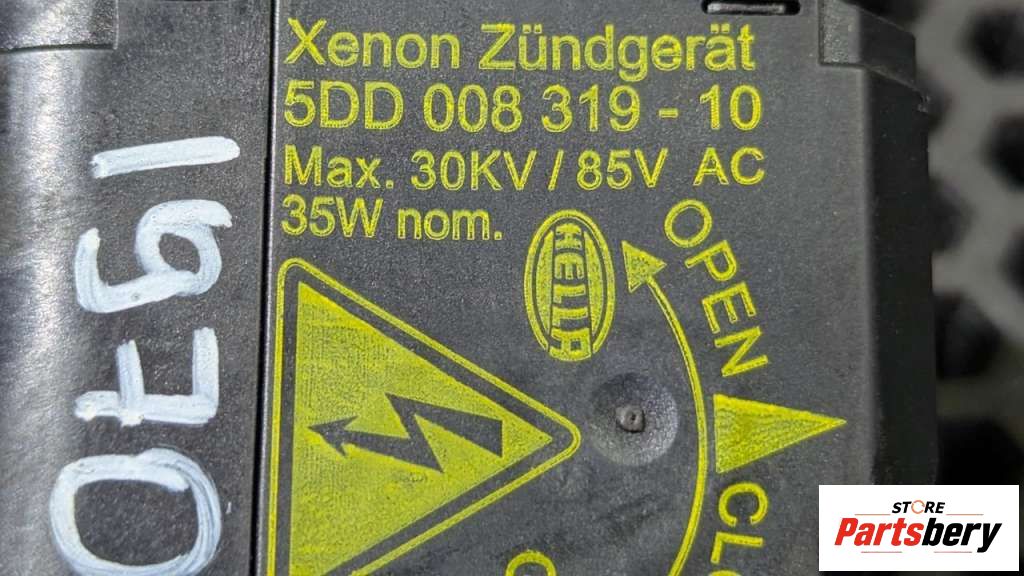 Xenon Zündgerät
5DD 008 319 - 10
Max. 30KV / 85V AC
35W nom.
HELLA
OPEN
1970
STORE
Partsbery